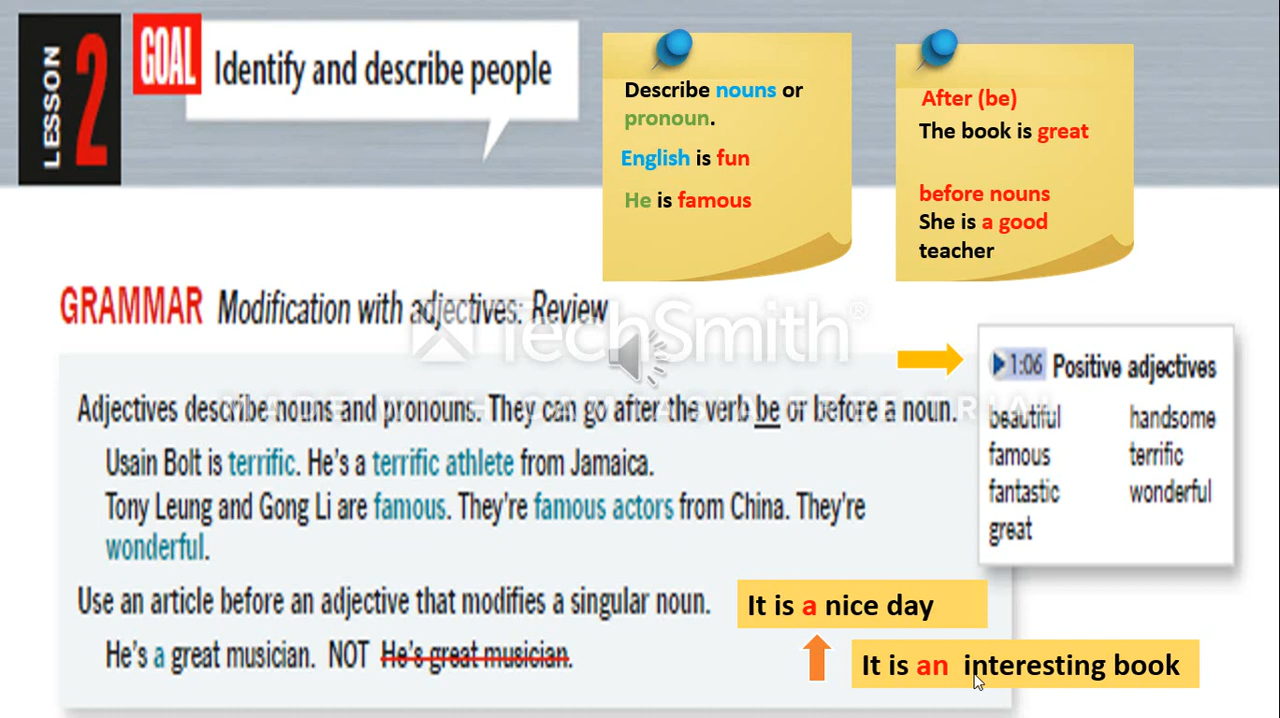 LESSON 2
GOAL
Identify and describe people
Describe nouns or
pronoun.
English is fun
He is famous
After (be)
The book is great
before nouns
She is a good
teacher
GRAMMAR Modification with adjectives: Review
TechSmith®
MADE WITH CAMTASIA FREE TRIAL
Adjectives describe nouns and pronouns. They can go after the verb be or before a noun.
Usain Bolt is terrific. He's a terrific athlete from Jamaica.
Tony Leung and Gong Li are famous. They're famous actors from China. They're
wonderful.
Use an article before an adjective that modifies a singular noun.
He's a great musician. NOT He's great musician.
1:06 Positive adjectives
beautiful handsome
famous terrific
fantastic wonderful
great
It is a nice day
It is an interesting book